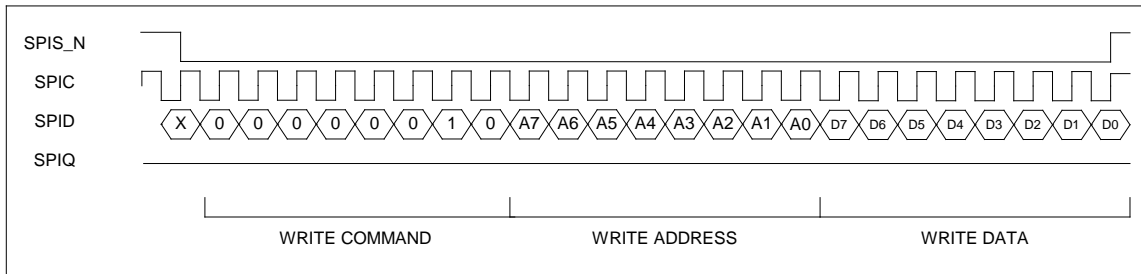 SPIS_N
SPIC
SPID X 0 0 0 0 0 0 1 0 A7 A6 A5 A4 A3 A2 A1 A0 D7 D6 D5 D4 D3 D2 D1 D0
SPIQ
WRITE COMMAND WRITE ADDRESS WRITE DATA